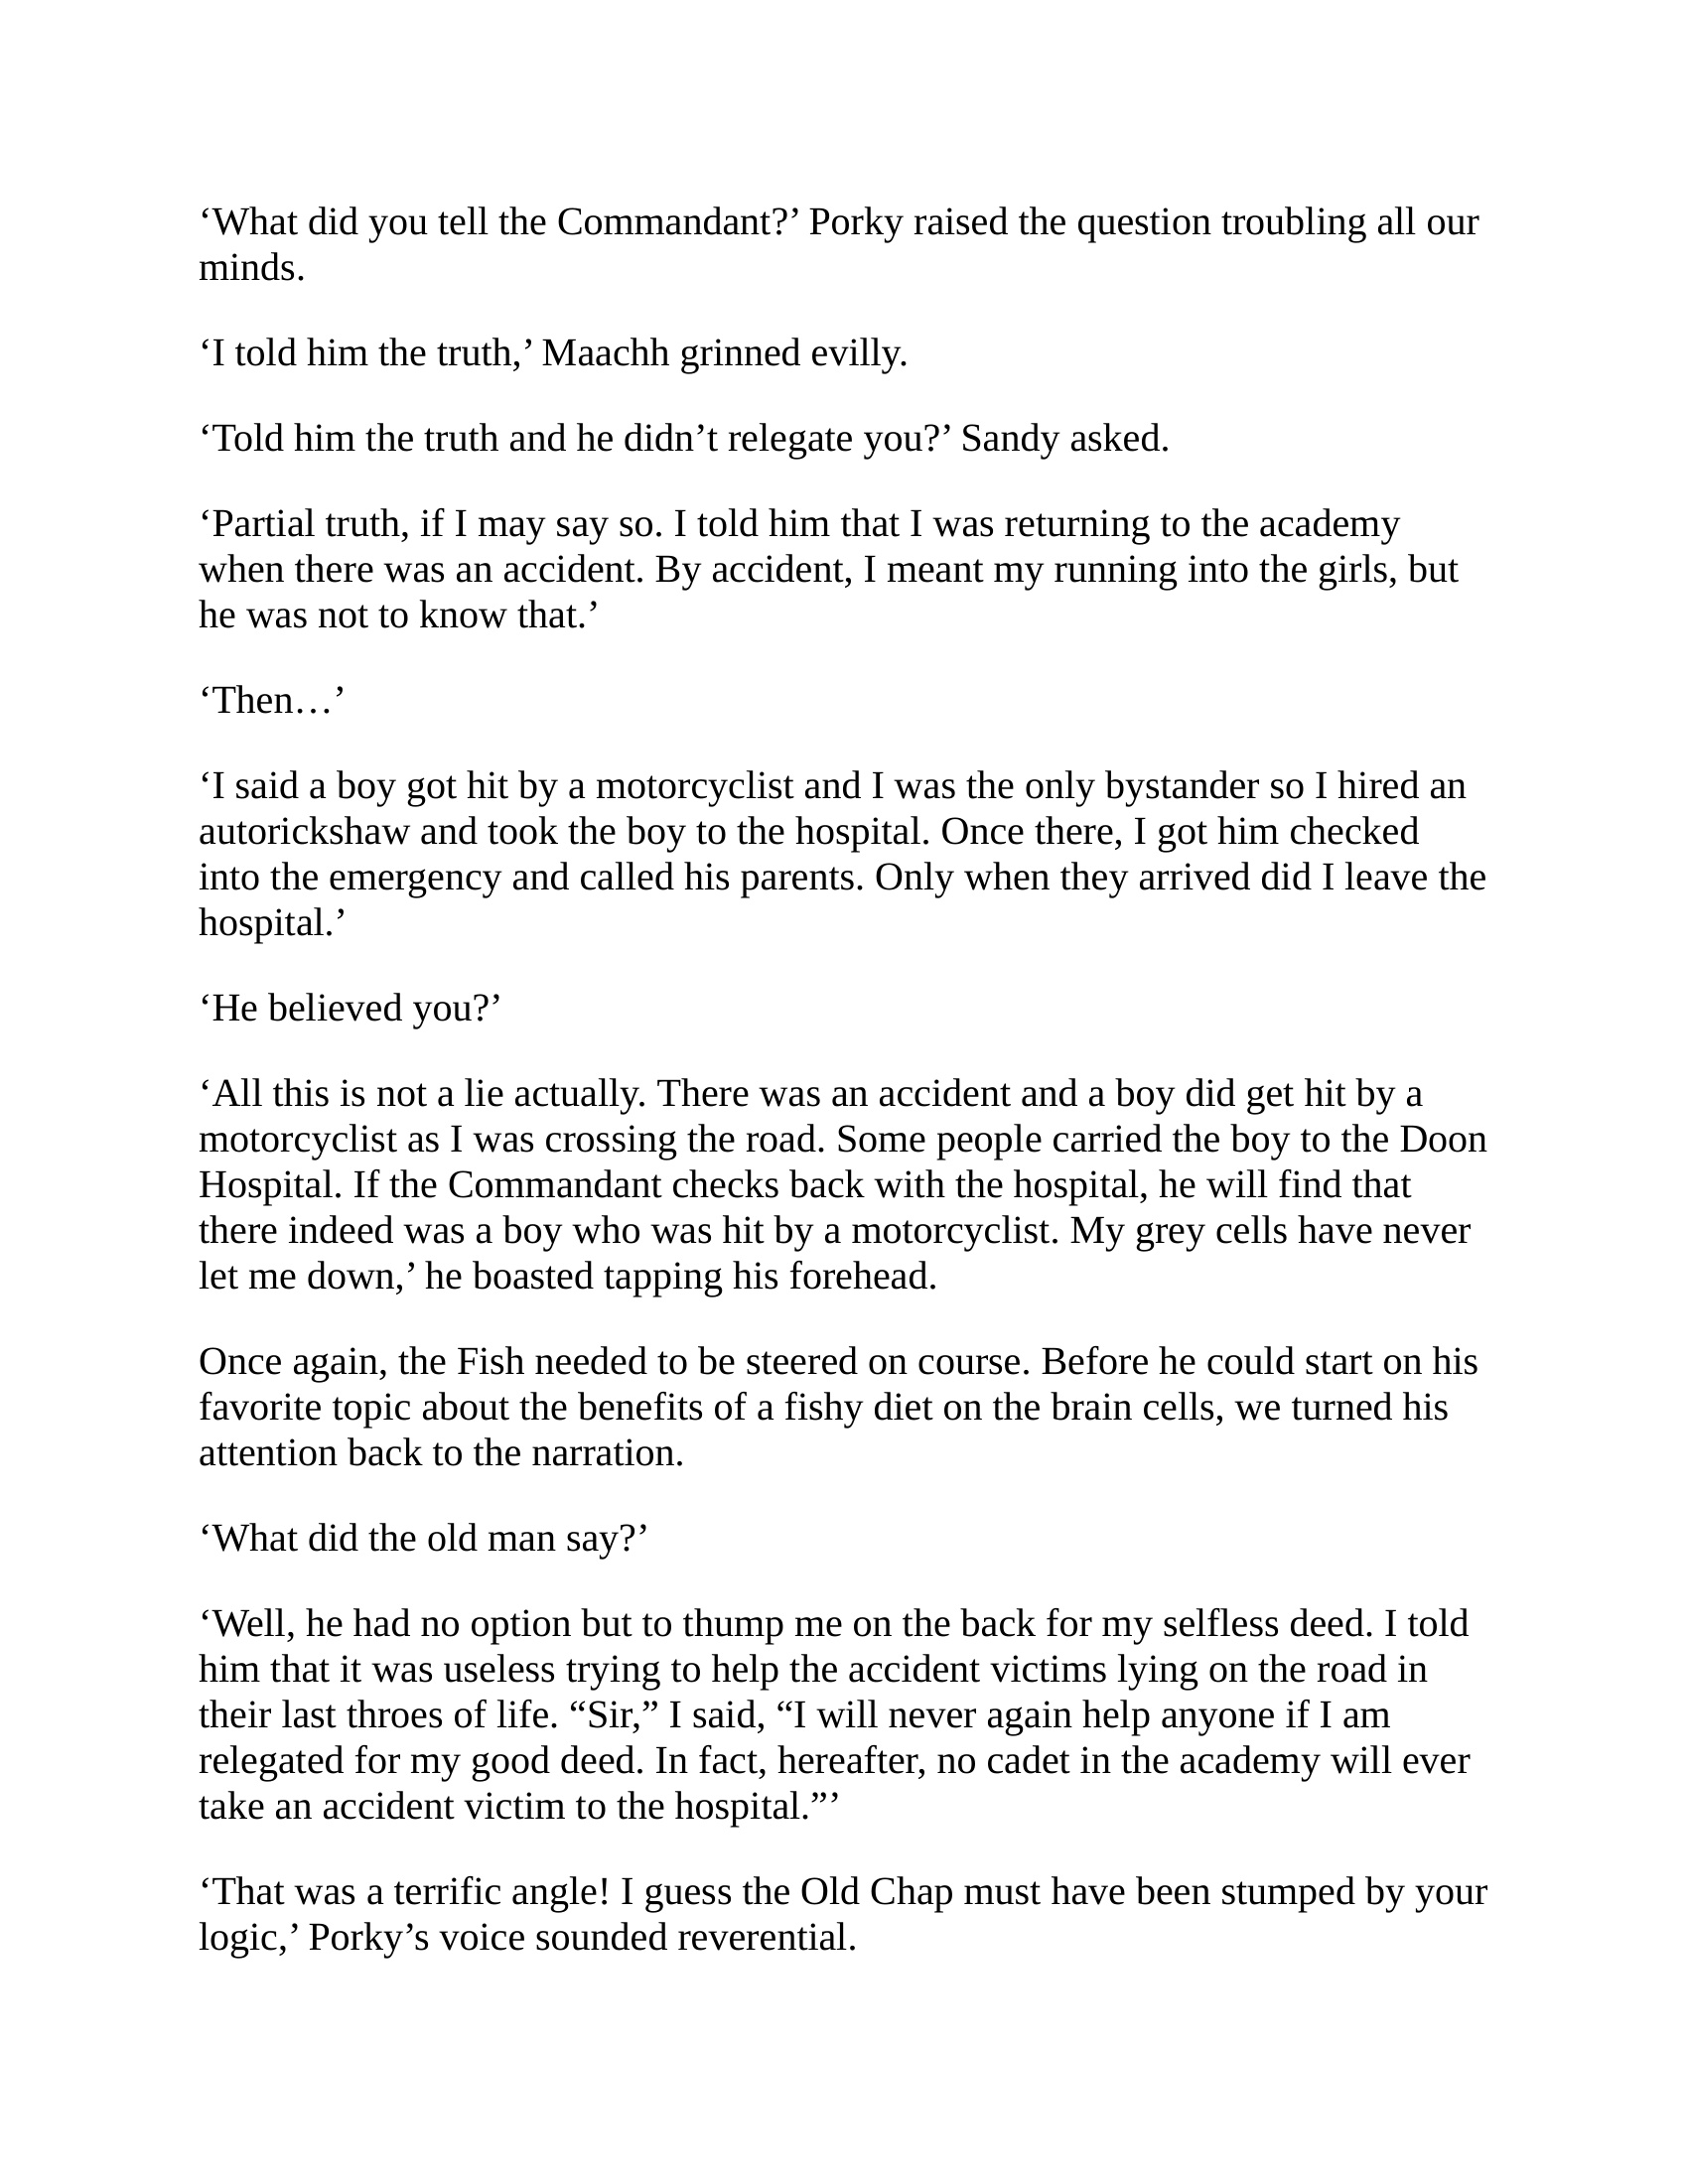 ‘What did you tell the Commandant?’ Porky raised the question troubling all our
minds.
‘I told him the truth,’ Maachh grinned evilly.
‘Told him the truth and he didn’t relegate you?’ Sandy asked.
‘Partial truth, if I may say so. I told him that I was returning to the academy
when there was an accident. By accident, I meant my running into the girls, but
he was not to know that.’
‘Then…’
‘I said a boy got hit by a motorcyclist and I was the only bystander so I hired an
autorickshaw and took the boy to the hospital. Once there, I got him checked
into the emergency and called his parents. Only when they arrived did I leave the
hospital.’
‘He believed you?’
‘All this is not a lie actually. There was an accident and a boy did get hit by a
motorcyclist as I was crossing the road. Some people carried the boy to the Doon
Hospital. If the Commandant checks back with the hospital, he will find that
there indeed was a boy who was hit by a motorcyclist. My grey cells have never
let me down,’ he boasted tapping his forehead.
Once again, the Fish needed to be steered on course. Before he could start on his
favorite topic about the benefits of a fishy diet on the brain cells, we turned his
attention back to the narration.
‘What did the old man say?’
‘Well, he had no option but to thump me on the back for my selfless deed. I told
him that it was useless trying to help the accident victims lying on the road in
their last throes of life. “Sir,” I said, “I will never again help anyone if I am
relegated for my good deed. In fact, hereafter, no cadet in the academy will ever
take an accident victim to the hospital.”’
‘That was a terrific angle! I guess the Old Chap must have been stumped by your
logic,’ Porky’s voice sounded reverential.